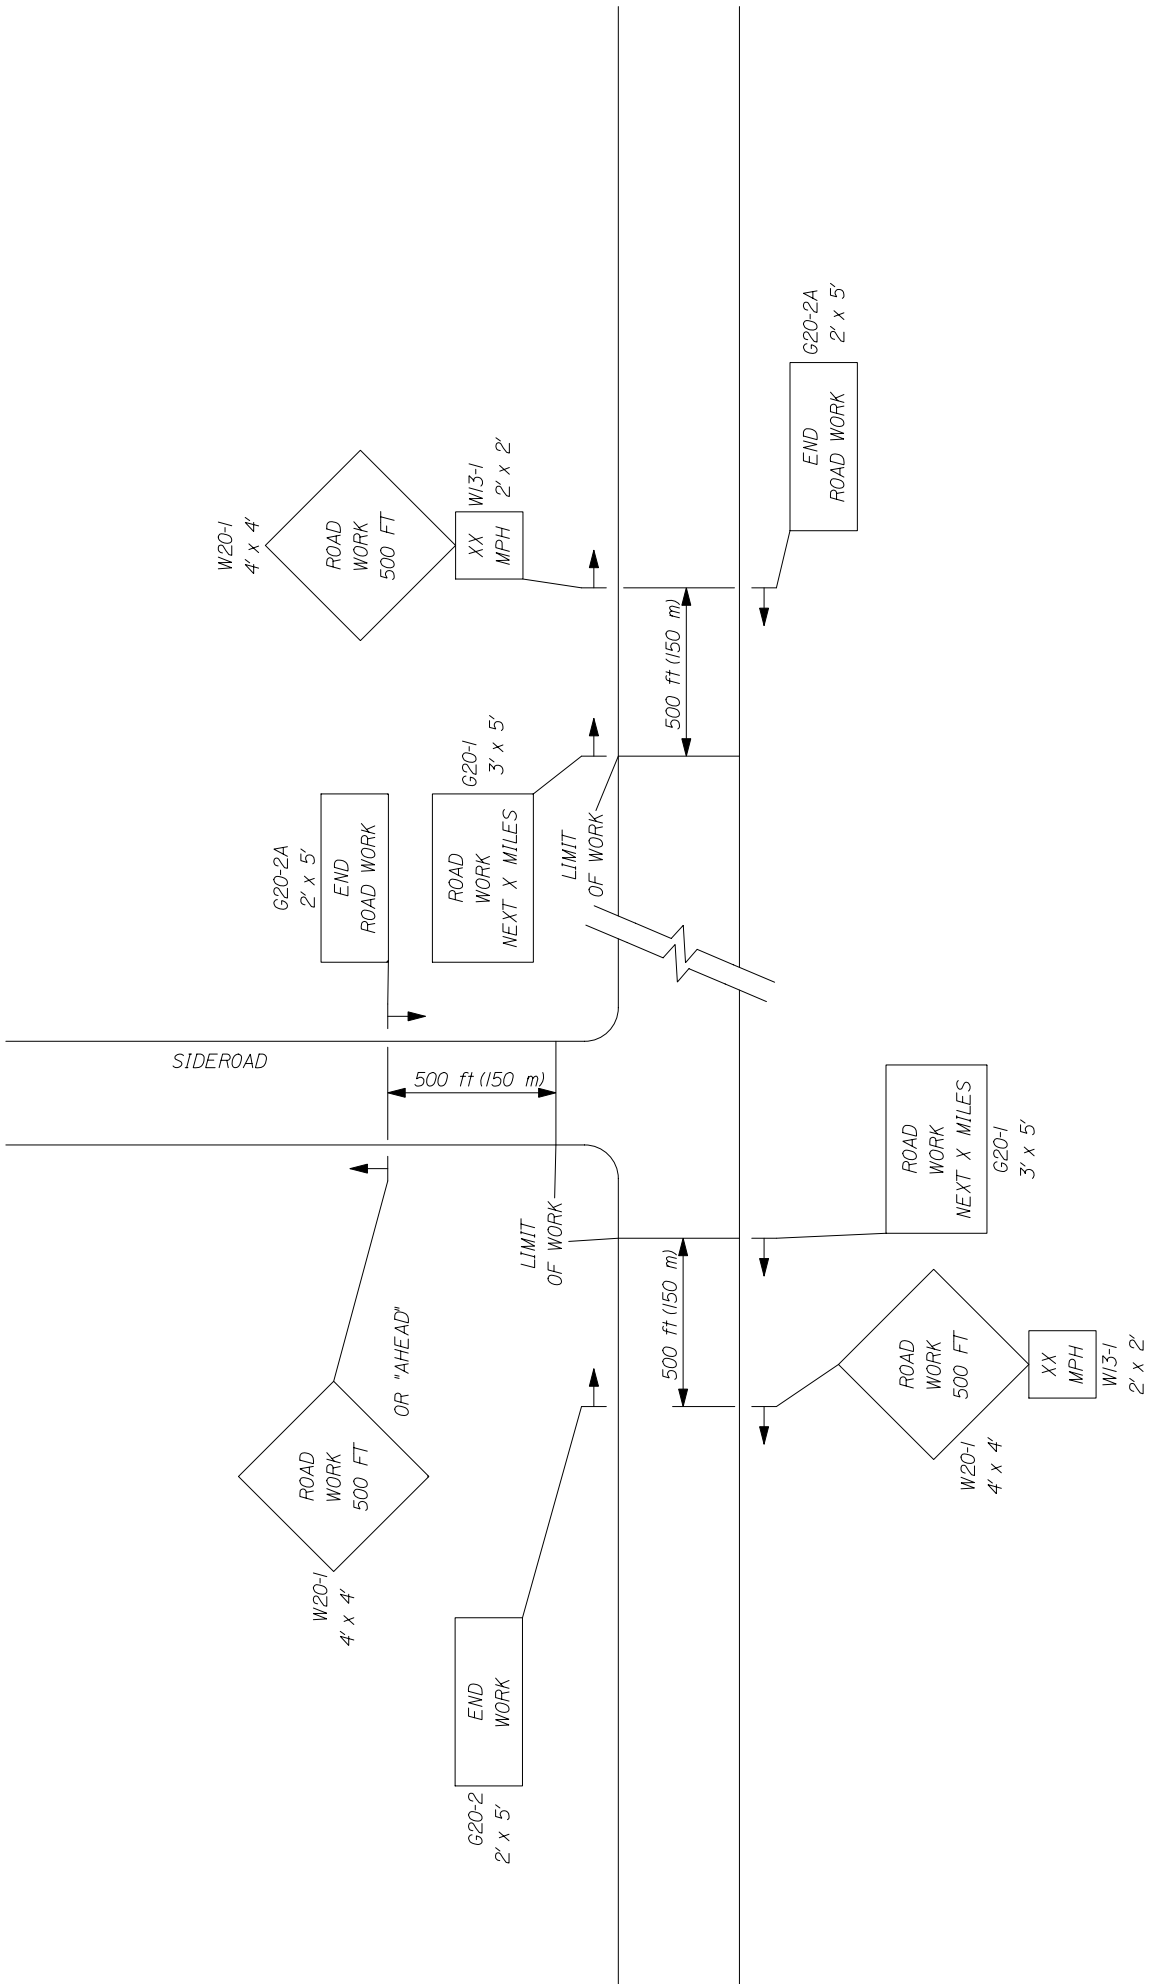 W20-1
4' x 4'
ROAD
WORK
500 FT
XX
MPH
W13-1
2' x 2'
G20-2A
2' x 5'
END
ROAD WORK
500 ft (150 m)
G20-1
3' x 5'
ROAD
WORK
NEXT X MILES
G20-2A
2' x 5'
END
ROAD WORK
LIMIT
OF WORK
SIDEROAD
500 ft (150 m)
ROAD
WORK
NEXT X MILES
G20-1
3' x 5'
LIMIT
OF WORK
500 ft (150 m)
OR "AHEAD"
ROAD
WORK
500 FT
W20-1
4' x 4'
ROAD
WORK
500 FT
W20-1
4' x 4'
XX
MPH
W13-1
2' x 2'
END
WORK
G20-2
2' x 5'